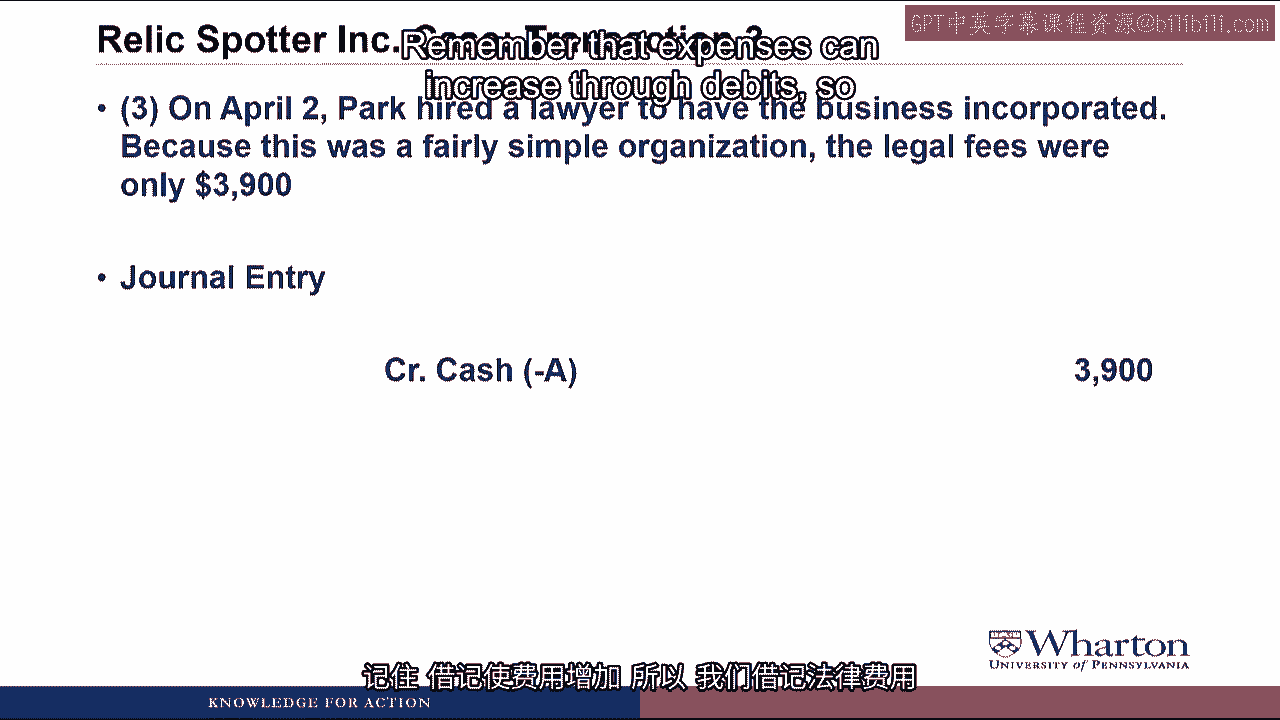 GPT中英字幕课程资源@bilibili.com
Relic Spotter Inc. Case: Transaction 3
Remember that expenses can
increase through debits, so
• (3) On April 2, Park hired a lawyer to have the business incorporated.
Because this was a fairly simple organization, the legal fees were
only $3,900
• Journal Entry
Cr. Cash (-A) 3,900
Wharton
UNIVERSITY of PENNSYLVANIA
记住 借记使费用增加 所以 我们借记法律费用
KNOWLEDGE FOR ACTION